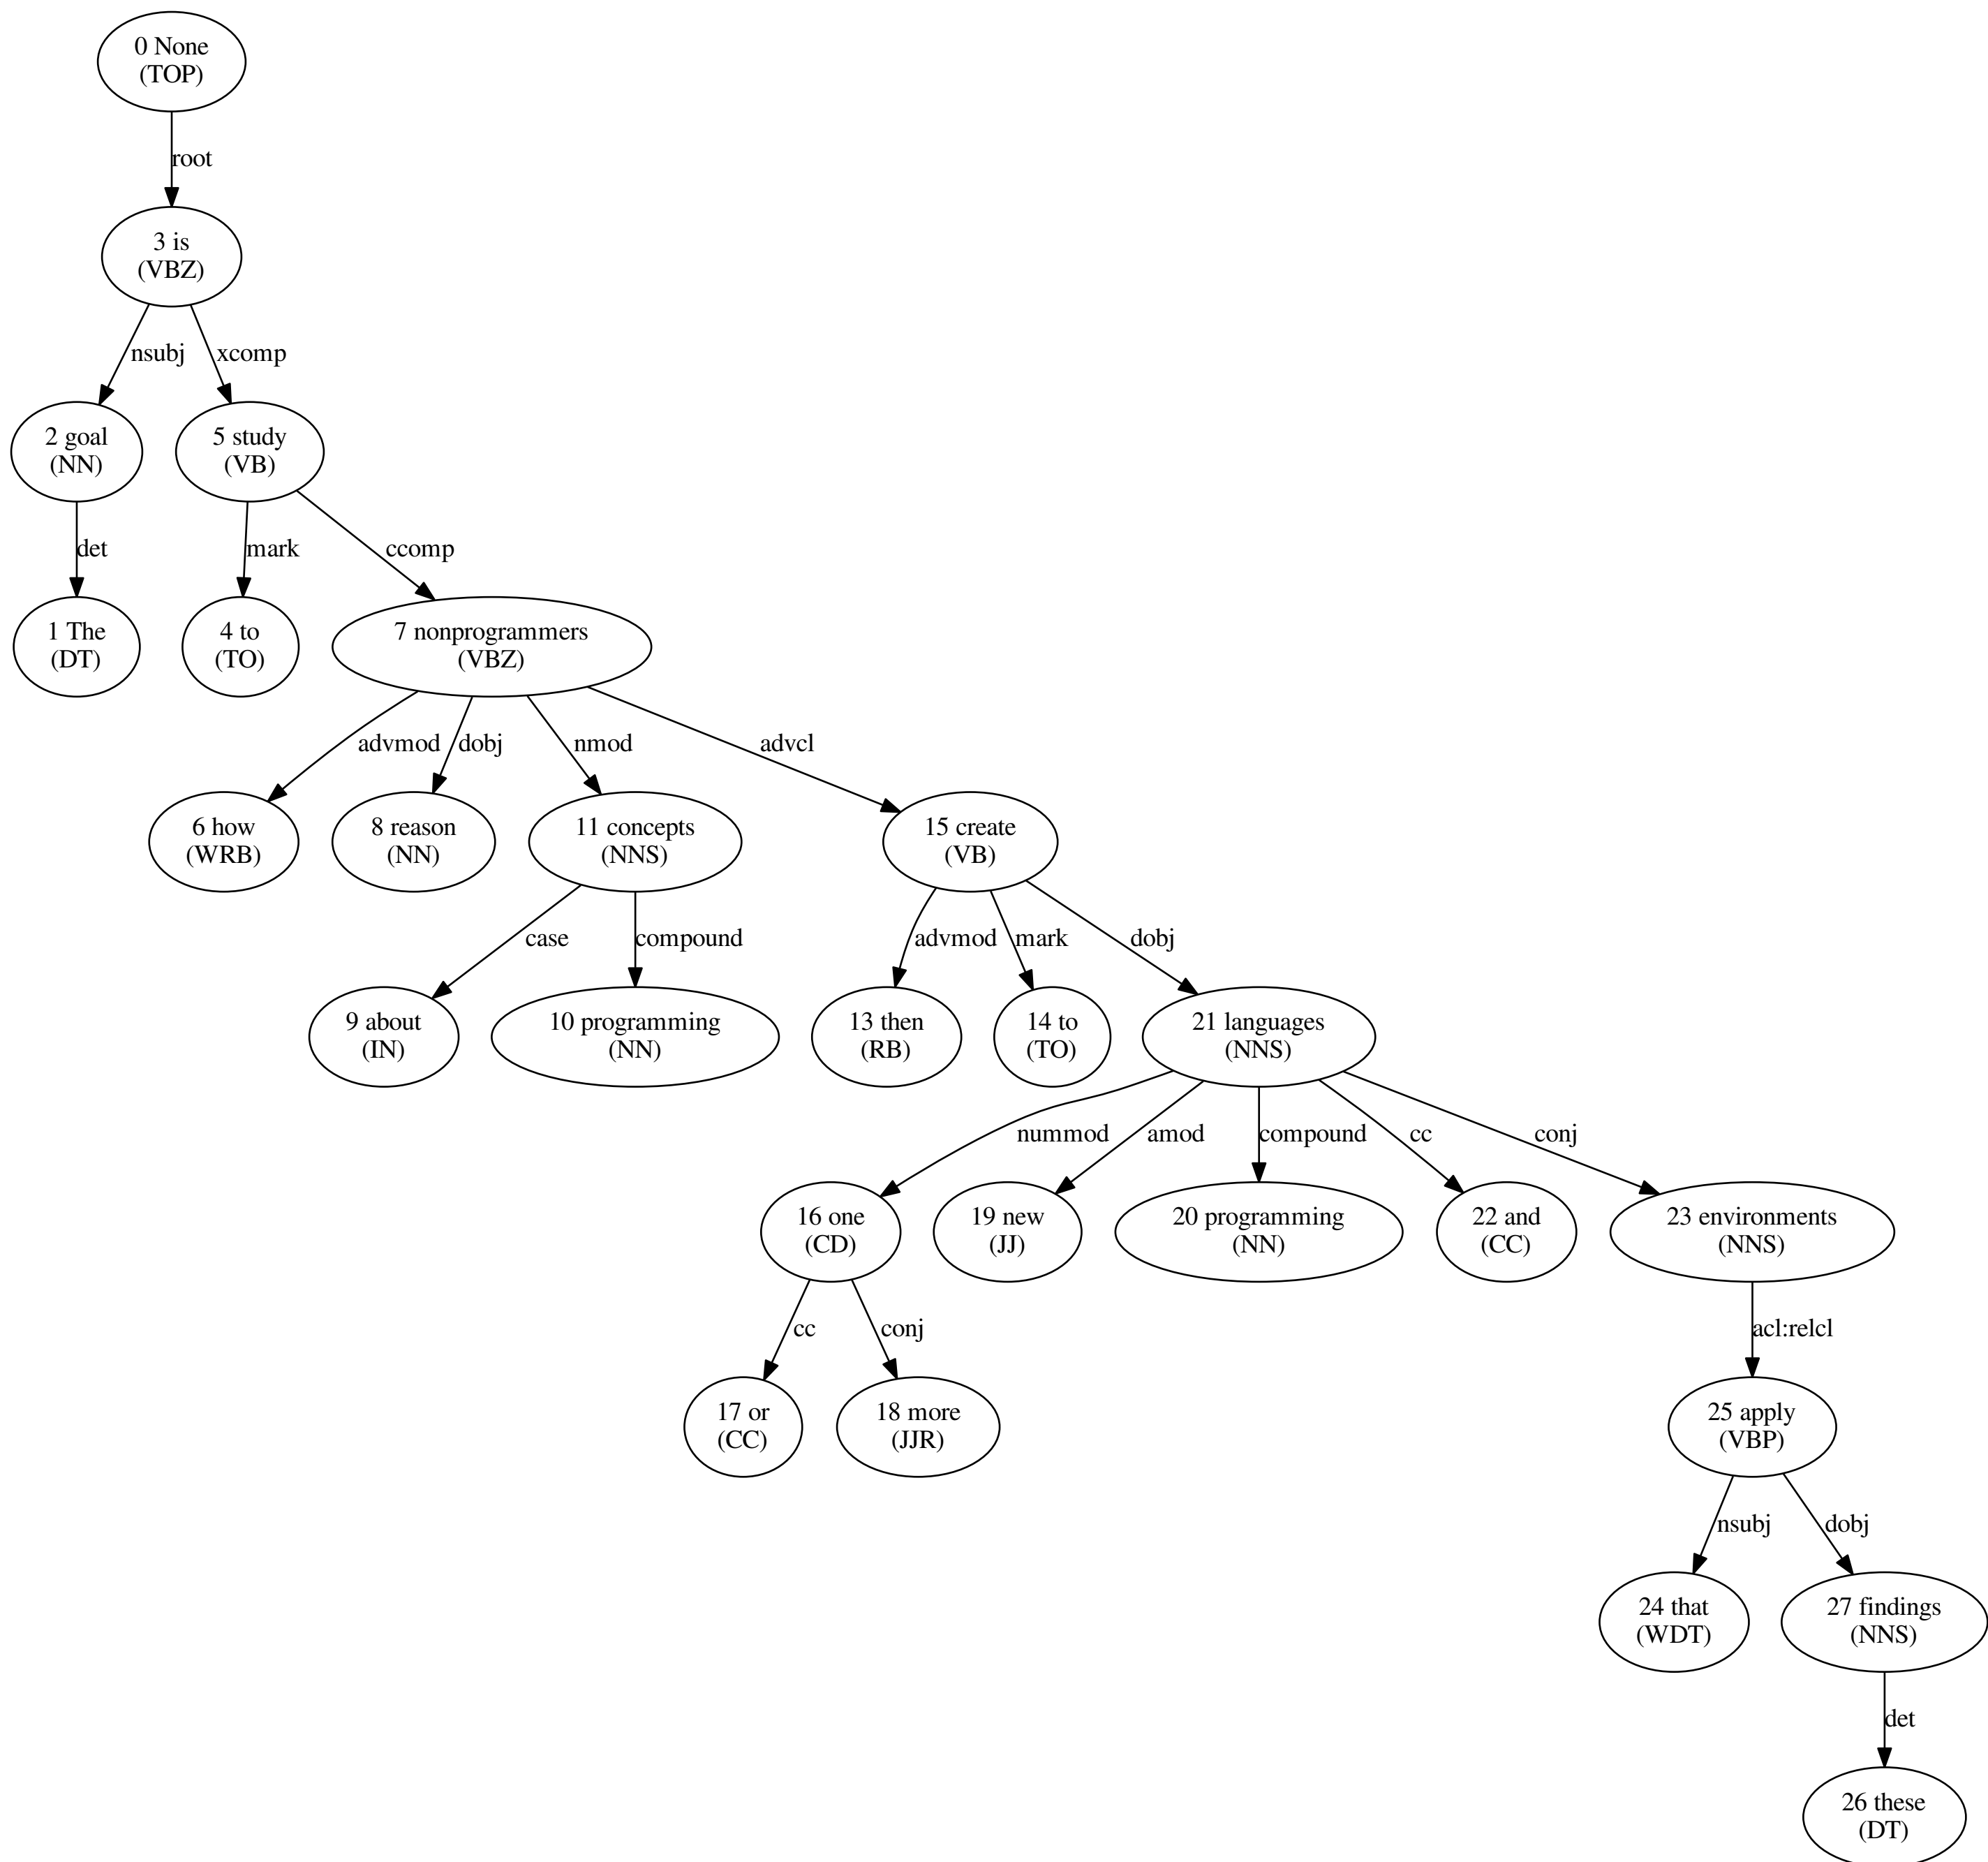 0 None
(TOP)
root
3 is
(VBZ)
nsubj
xcomp
2 goal
(NN)
5 study
(VB)
det
mark
ccomp
1 The
(DT)
4 to
(TO)
7 nonprogrammers
(VBZ)
advmod
dobj
nmod
advcl
6 how
(WRB)
8 reason
(NN)
11 concepts
(NNS)
15 create
(VB)
case
compound
advmod
mark
dobj
9 about
(IN)
10 programming
(NN)
13 then
(RB)
14 to
(TO)
21 languages
(NNS)
nummod
amod
compound
cc
conj
16 one
(CD)
19 new
(JJ)
20 programming
(NN)
22 and
(CC)
23 environments
(NNS)
cc
conj
acl:relcl
17 or
(CC)
18 more
(JJR)
25 apply
(VBP)
nsubj
dobj
24 that
(WDT)
27 findings
(NNS)
det
26 these
(DT)